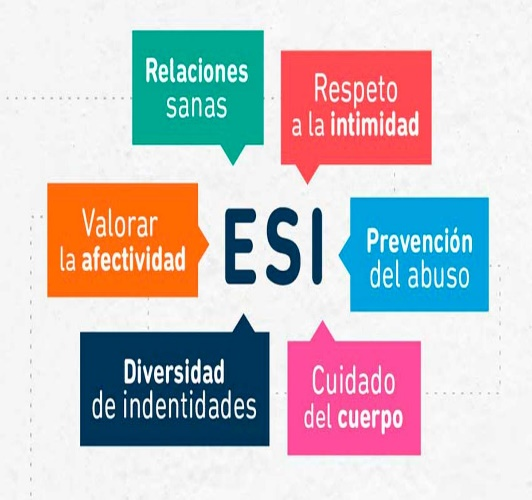 Relaciones
sanas
Respeto
a la intimidad
Valorar
la afectividad
ESI
Prevención
del abuso
Diversidad
de indentidades
Cuidado
del cuerpo